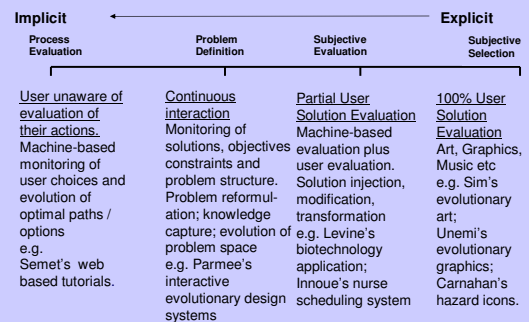 Implicit
Explicit
Process
Evaluation
Problem
Definition
Subjective
Evaluation
Subjective
Selection
User unaware of
evaluation of
their actions.
Machine-based
monitoring of
user choices and
evolution of
optimal paths /
options
e.g.
Semet's web
based tutorials.
Continuous
interaction
Monitoring of
solutions, objectives
constraints and
problem structure.
Problem reformul-
ation; knowledge
capture; evolution of
problem space
e.g. Parmee's
interactive
evolutionary design
systems
Partial User
Solution Evaluation
Machine-based
evaluation plus
user evaluation.
Solution injection,
modification,
transformation
e.g. Levine's
biotechnology
application;
Innoue's nurse
scheduling system
100% User
Solution
Evaluation
Art, Graphics,
Music etc
e.g. Sim's
evolutionary
art;
Unemi's
evolutionary
graphics;
Carnahan's
hazard icons.